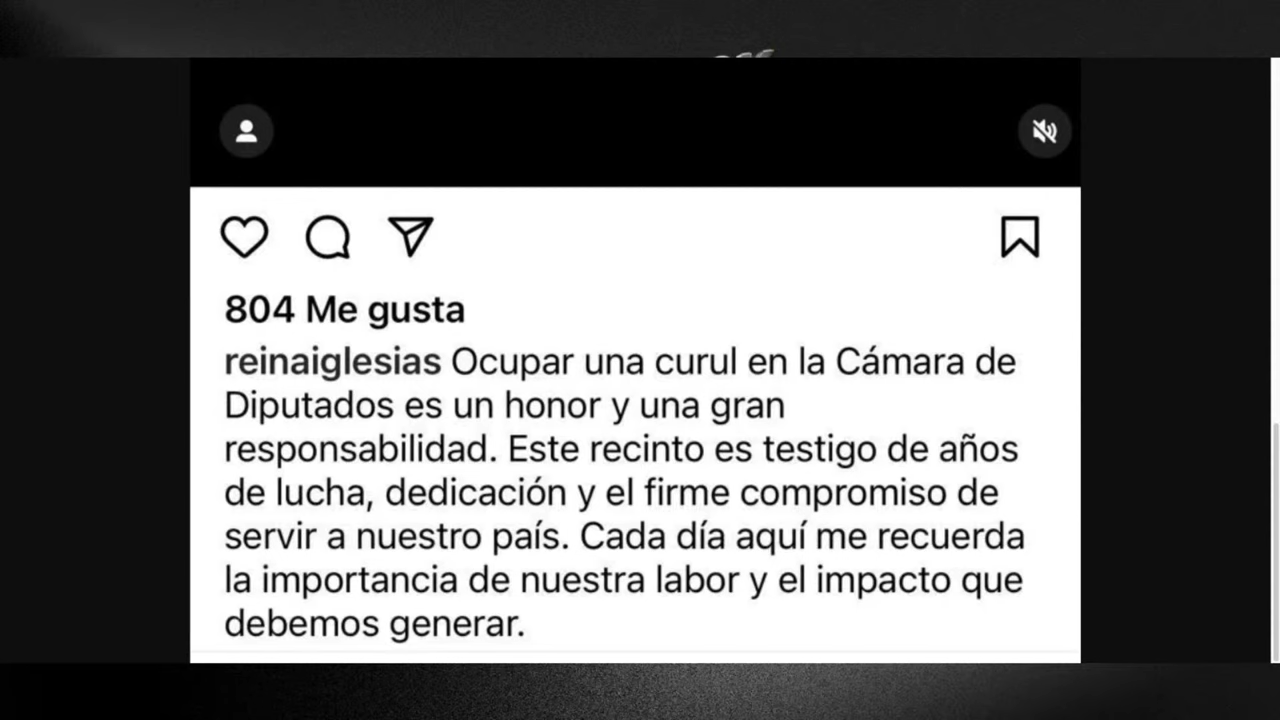 804 Me gusta
reinaiglesias Ocupar una curul en la Cámara de
Diputados es un honor y una gran
responsabilidad. Este recinto es testigo de años
de lucha, dedicación y el firme compromiso de
servir a nuestro país. Cada día aquí me recuerda
la importancia de nuestra labor y el impacto que
debemos generar.